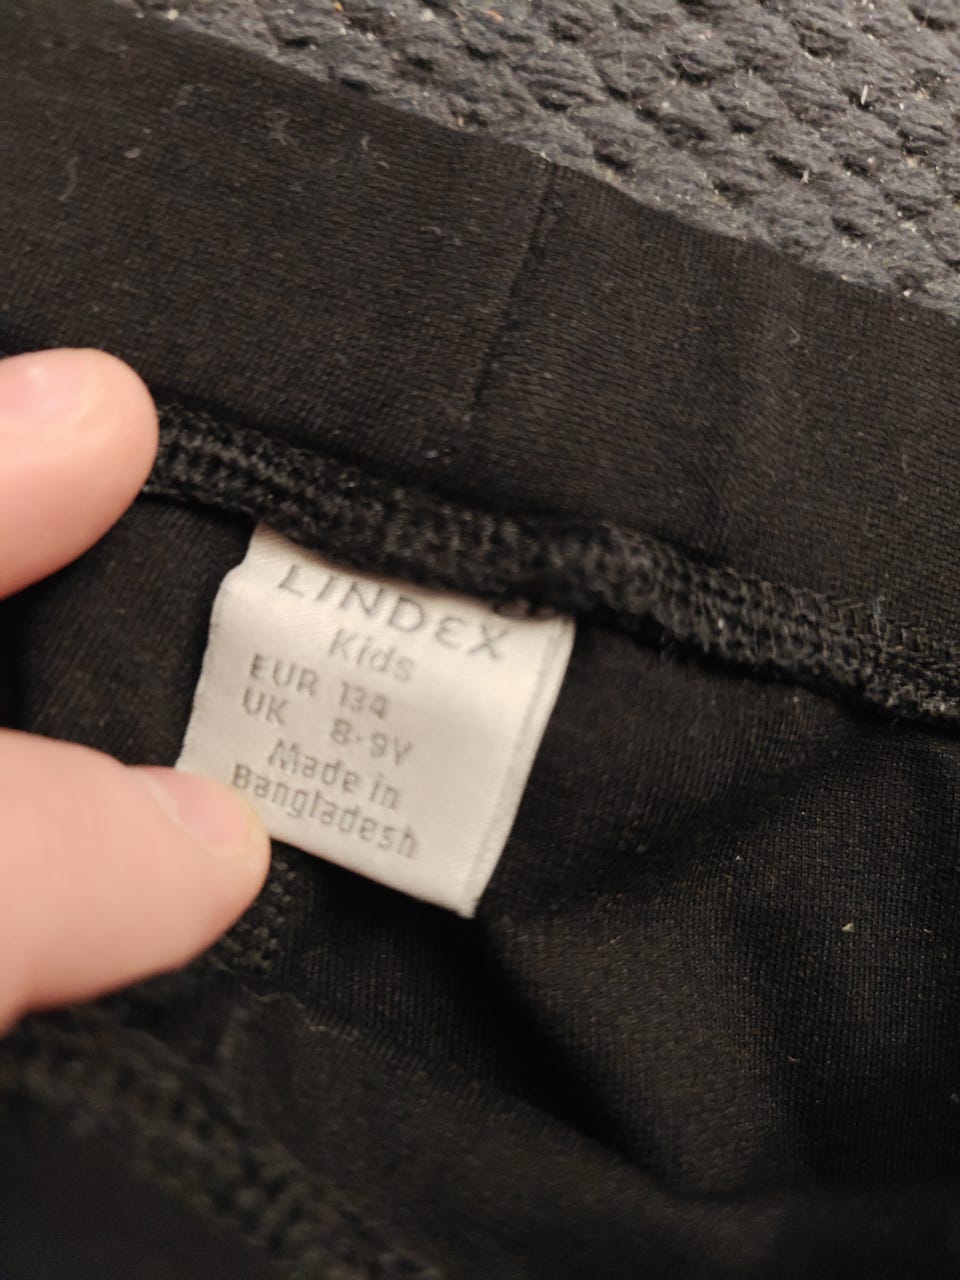 LINDEX
Kids
EUR 134
UK 8-9Y
Made in
Bangladesh